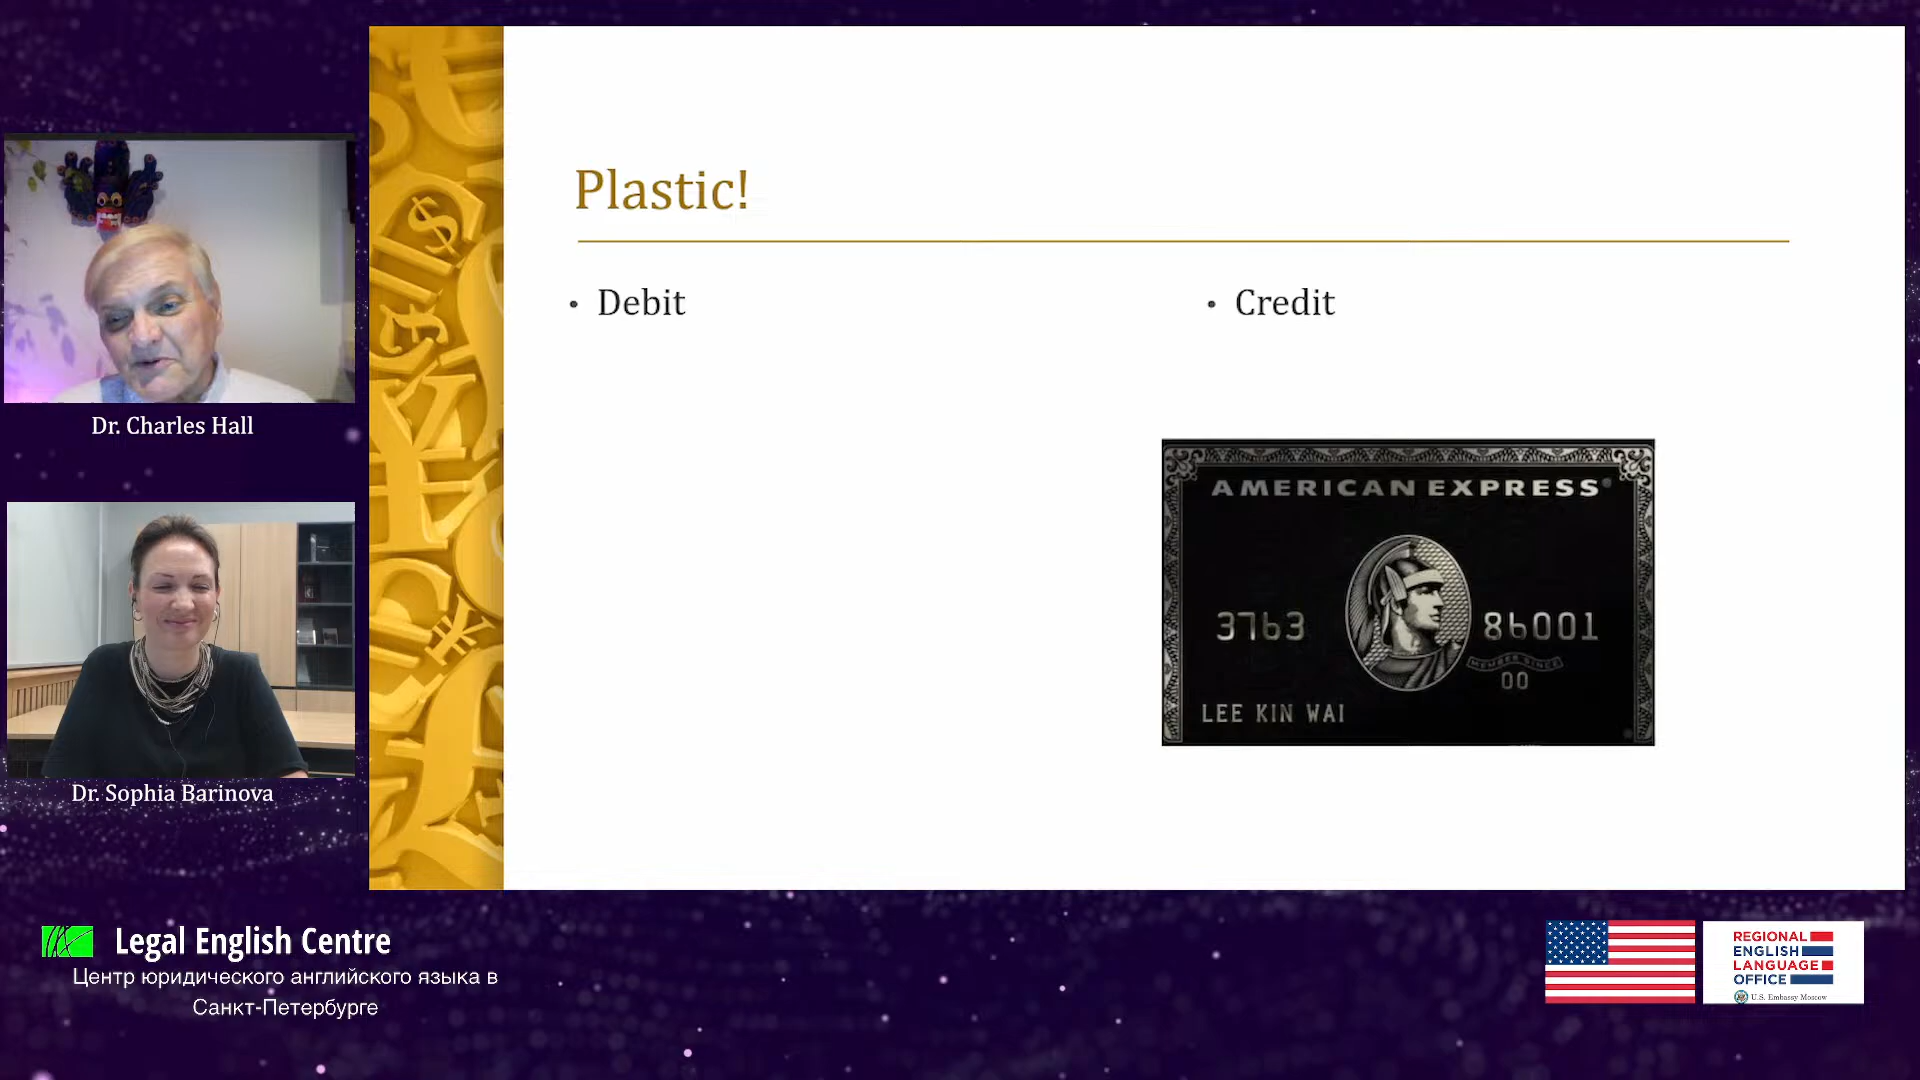 Plastic!
• Debit
• Credit
AMERICAN EXPRESS®
3763 86001
MEMBER SINCE
00
LEE KIN WAI
Dr. Charles Hall
Dr. Sophia Barinova
Legal English Centre
Центр юридического английского языка в
Санкт-Петербурге
REGIONAL
ENGLISH
LANGUAGE
OFFICE
U.S. Embassy Moscow